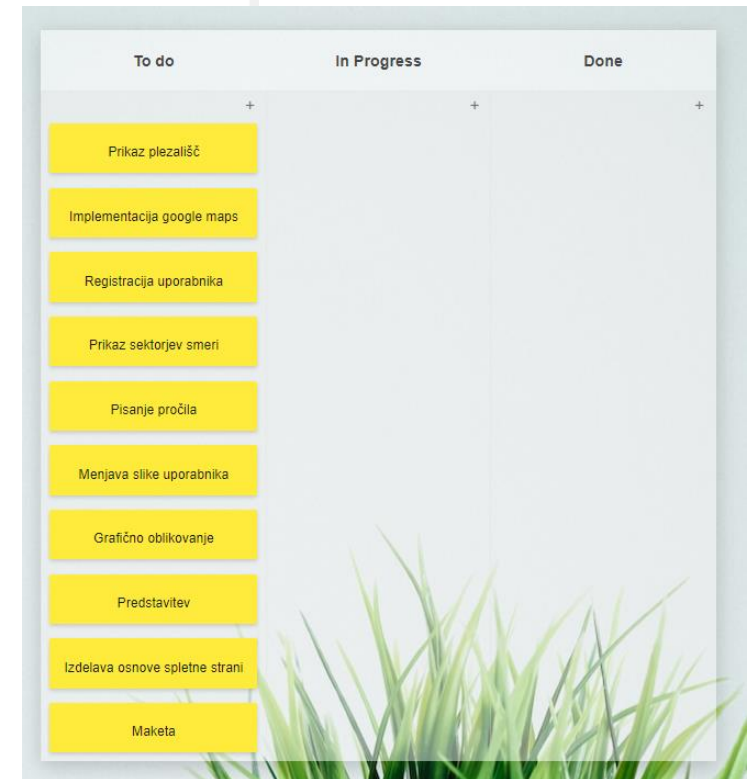 To do
In Progress
Done
+
+
+
Prikaz plezališč
Implementacija google maps
Registracija uporabnika
Prikaz sektorjev smeri
Pisanje pročila
Menjava slike uporabnika
Grafično oblikovanje
Predstavitev
Izdelava osnove spletne strani
Maketa